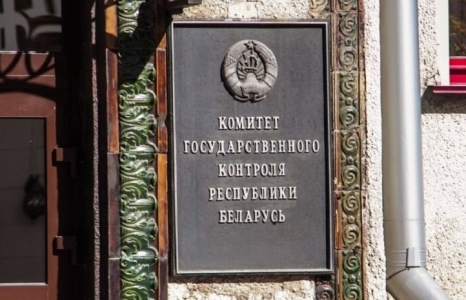 КОМИТЕТ
ГОСУДАРСТВЕННОГО
КОНТРОЛЯ
РЕСПУБЛИКИ
БЕЛАРУСЬ